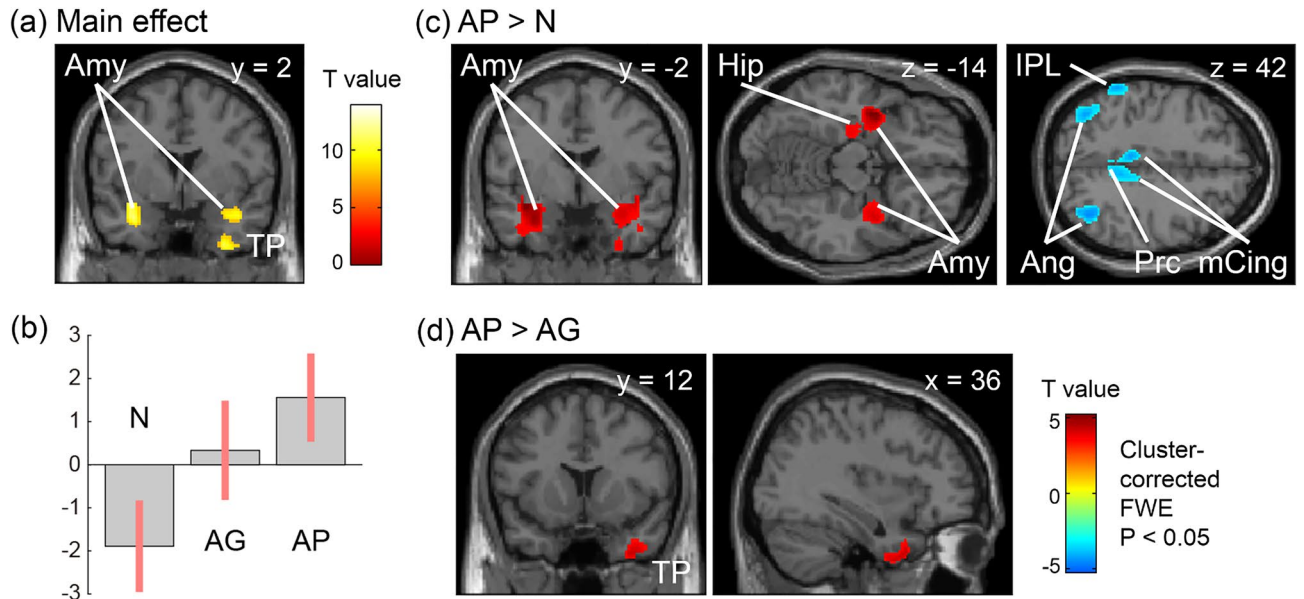 (a) Main effect
Amy
y = 2
TP
T value
10
5
0
(b)
3
2
1
0
-1
-2
-3
N
AG
AP
(c) AP > N
Amy
y = -2
Hip
z = -14
Amy
IPL
z = 42
Ang
Prc
mCing
(d) AP > AG
y = 12
TP
x = 36
T value
5
0
-5
Cluster-
corrected
FWE
P < 0.05